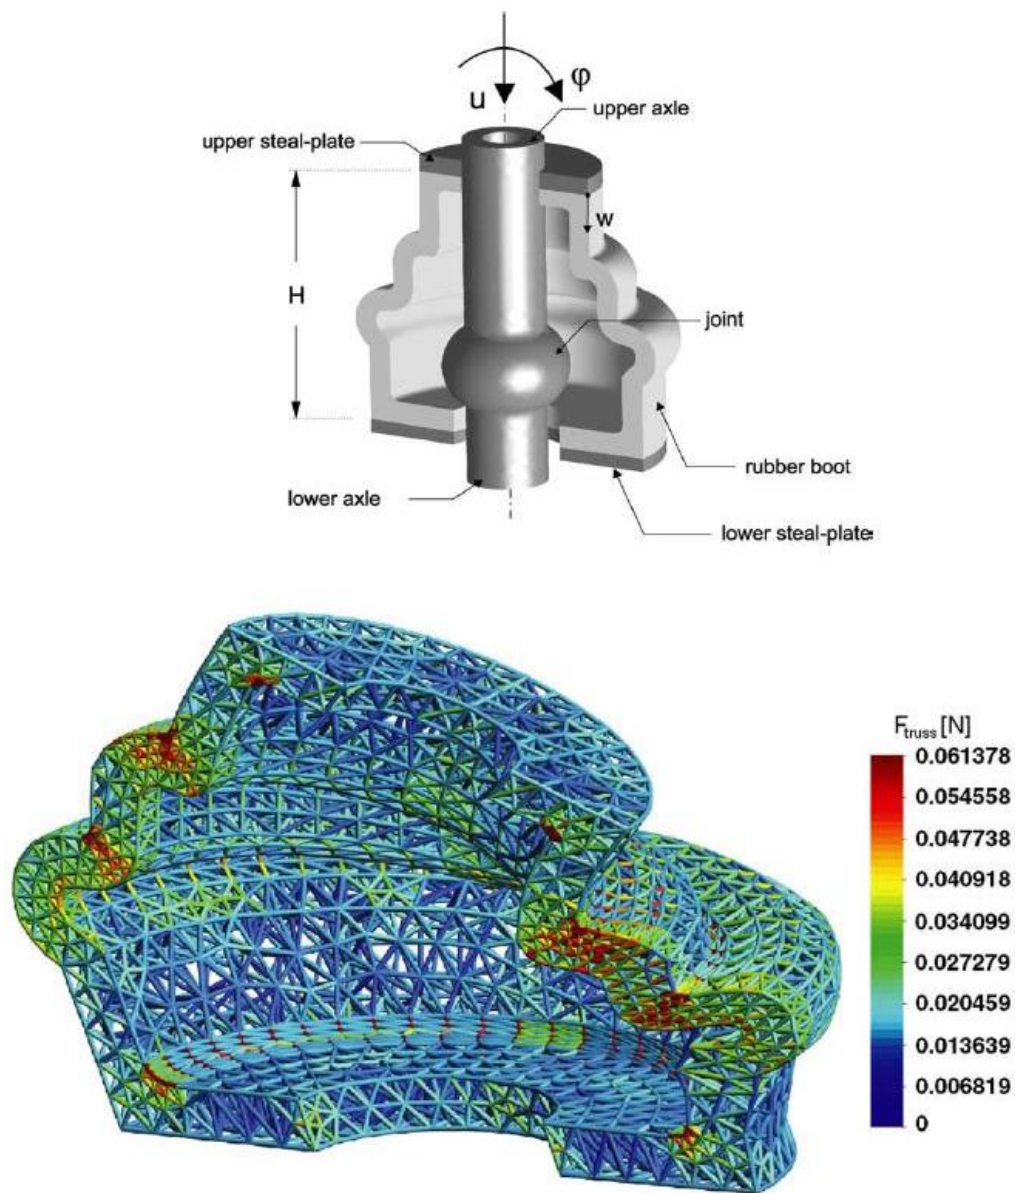 u
φ
upper axle
upper steal-plate
w
H
joint
rubber boot
lower axle
lower steal-plate
Ftruss [N]
0.061378
0.054558
0.047738
0.040918
0.034099
0.027279
0.020459
0.013639
0.006819
0